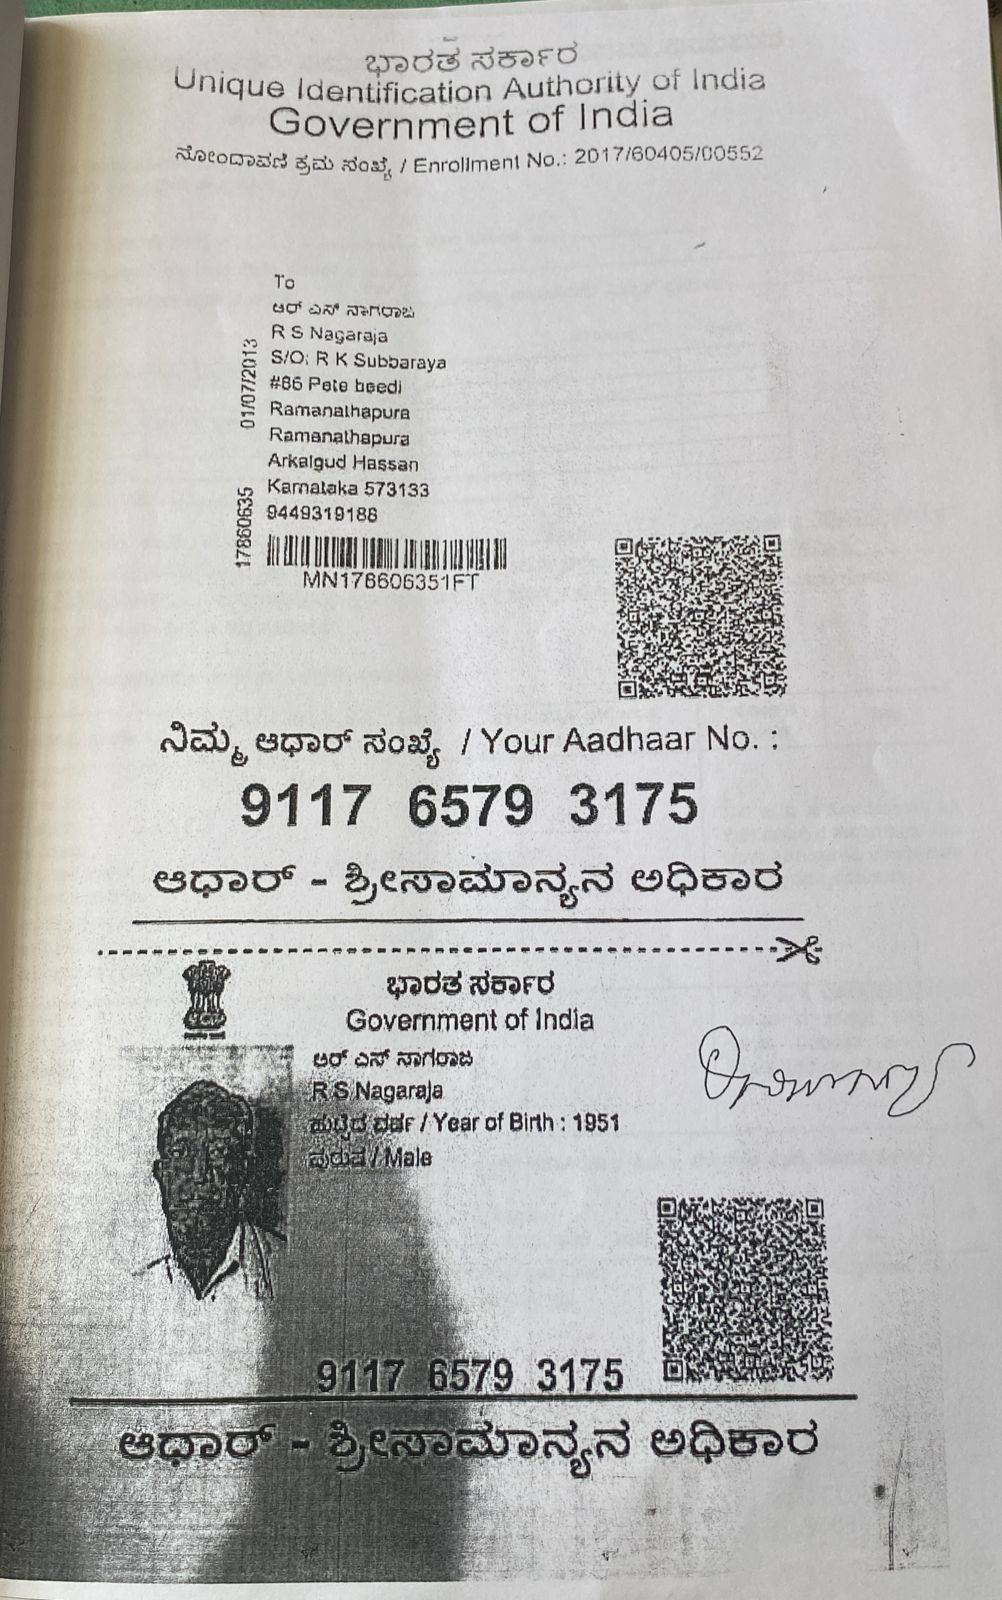 ಭಾರತ ಸರ್ಕಾರ
Unique Identification Authority of India
Government of India
ನೋಂದಾವಣಿ ಕ್ರಮ ಸಂಖ್ಯೆ / Enrollment No.: 2017/60405/00552
To
ಆರ್ ಎಸ್ ನಾಗರಾಜ
R S Nagaraja
S/O: R K Subbaraya
#86 Pete beedi
Ramanathapura
Ramanathapura
Arkalgud Hassan
Karnataka 573133
9449319188
17860635 01/07/2013
MN178606351FT
ನಿಮ್ಮ ಆಧಾರ್ ಸಂಖ್ಯೆ / Your Aadhaar No. :
9117 6579 3175
ಆಧಾರ್ - ಶ್ರೀಸಾಮಾನ್ಯನ ಅಧಿಕಾರ
ಭಾರತ ಸರ್ಕಾರ
Government of India
ಆರ್ ಎಸ್ ನಾಗರಾಜ
R S Nagaraja
ಹುಟ್ಟಿದ ವರ್ಷ / Year of Birth : 1951
ಪುರುಷ / Male
9117 6579 3175
ಆಧಾರ್ - ಶ್ರೀಸಾಮಾನ್ಯನ ಅಧಿಕಾರ